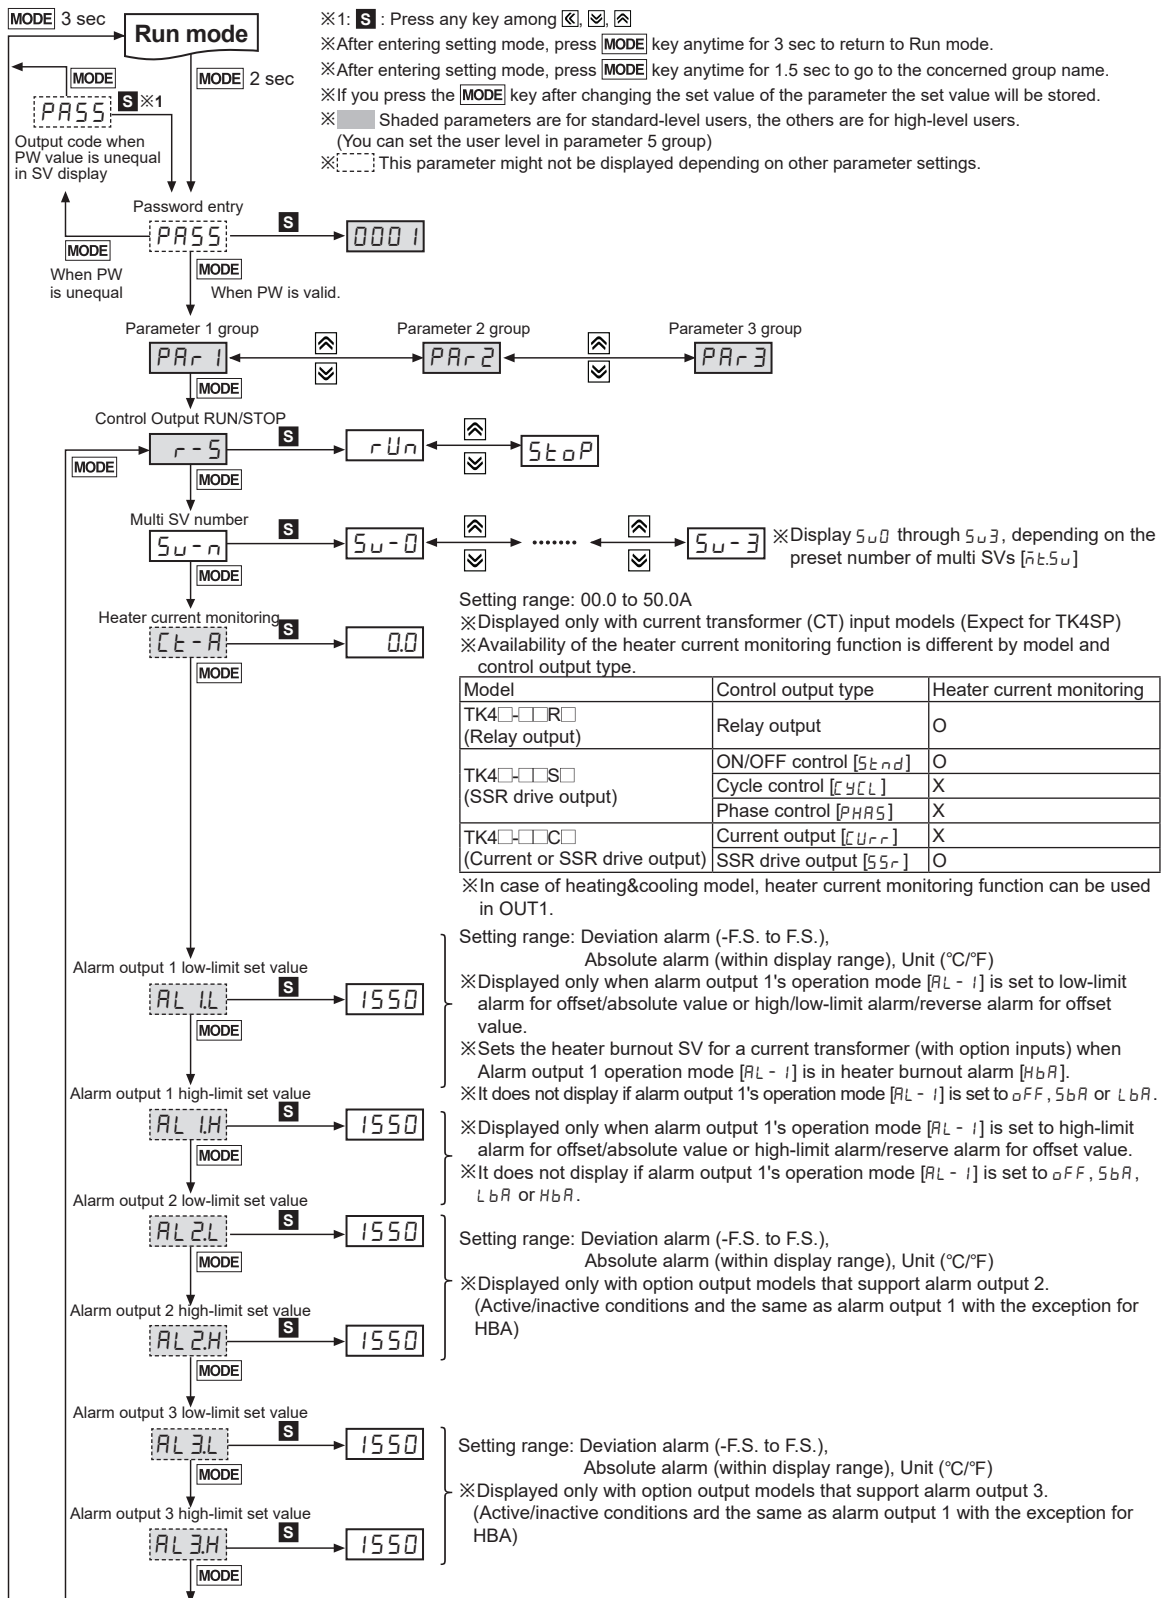 MODE 3 sec
Run mode
※1: S : Press any key among «, ︾, ︽
※After entering setting mode, press MODE key anytime for 3 sec to return to Run mode.
※After entering setting mode, press MODE key anytime for 1.5 sec to go to the concerned group name.
※If you press the MODE key after changing the set value of the parameter the set value will be stored.
※ Shaded parameters are for standard-level users, the others are for high-level users.
(You can set the user level in parameter 5 group)
※ This parameter might not be displayed depending on other parameter settings.
MODE
MODE 2 sec
PASS
S ※1
Output code when
PW value is unequal
in SV display
Password entry
PASS
S
0001
MODE
When PW
is unequal
MODE
When PW is valid.
Parameter 1 group
Parameter 2 group
Parameter 3 group
PAr1
PAr2
PAr3
MODE
Control Output RUN/STOP
r-S
S
rUn
StoP
MODE
MODE
Multi SV number
Su-n
S
Su-0
.......
Su-3
※Display Su0 through Su3, depending on the
preset number of multi SVs [mt.Su]
MODE
Heater current monitoring
Ct-A
S
0.0
MODE
Setting range: 00.0 to 50.0A
※Displayed only with current transformer (CT) input models (Expect for TK4SP)
※Availability of the heater current monitoring function is different by model and
control output type.
Model Control output type Heater current monitoring
TK4□-□□R□
(Relay output)
Relay output O
TK4□-□□S□
(SSR drive output)
ON/OFF control [Stnd] O
Cycle control [CYCL] X
Phase control [PHAS] X
TK4□-□□C□
(Current or SSR drive output)
Current output [CUrr] X
SSR drive output [SSr] O
※In case of heating&cooling model, heater current monitoring function can be used
in OUT1.
Alarm output 1 low-limit set value
AL1.L
S
1550
MODE
Setting range: Deviation alarm (-F.S. to F.S.),
Absolute alarm (within display range), Unit (°C/°F)
※Displayed only when alarm output 1's operation mode [AL-1] is set to low-limit
alarm for offset/absolute value or high/low-limit alarm/reverse alarm for offset
value.
※Sets the heater burnout SV for a current transformer (with option inputs) when
Alarm output 1 operation mode [AL-1] is in heater burnout alarm [HbA].
※It does not display if alarm output 1's operation mode [AL-1] is set to oFF, SbA or LbA.
Alarm output 1 high-limit set value
AL1.H
S
1550
MODE
※Displayed only when alarm output 1's operation mode [AL-1] is set to high-limit
alarm for offset/absolute value or high-limit alarm/reserve alarm for offset value.
※It does not display if alarm output 1's operation mode [AL-1] is set to oFF, SbA,
LbA or HbA.
Alarm output 2 low-limit set value
AL2.L
S
1550
MODE
Setting range: Deviation alarm (-F.S. to F.S.),
Absolute alarm (within display range), Unit (°C/°F)
※Displayed only with option output models that support alarm output 2.
(Active/inactive conditions and the same as alarm output 1 with the exception for
HBA)
Alarm output 2 high-limit set value
AL2.H
S
1550
MODE
Alarm output 3 low-limit set value
AL3.L
S
1550
MODE
Setting range: Deviation alarm (-F.S. to F.S.),
Absolute alarm (within display range), Unit (°C/°F)
※Displayed only with option output models that support alarm output 3.
(Active/inactive conditions ard the same as alarm output 1 with the exception for
HBA)
Alarm output 3 high-limit set value
AL3.H
S
1550
MODE